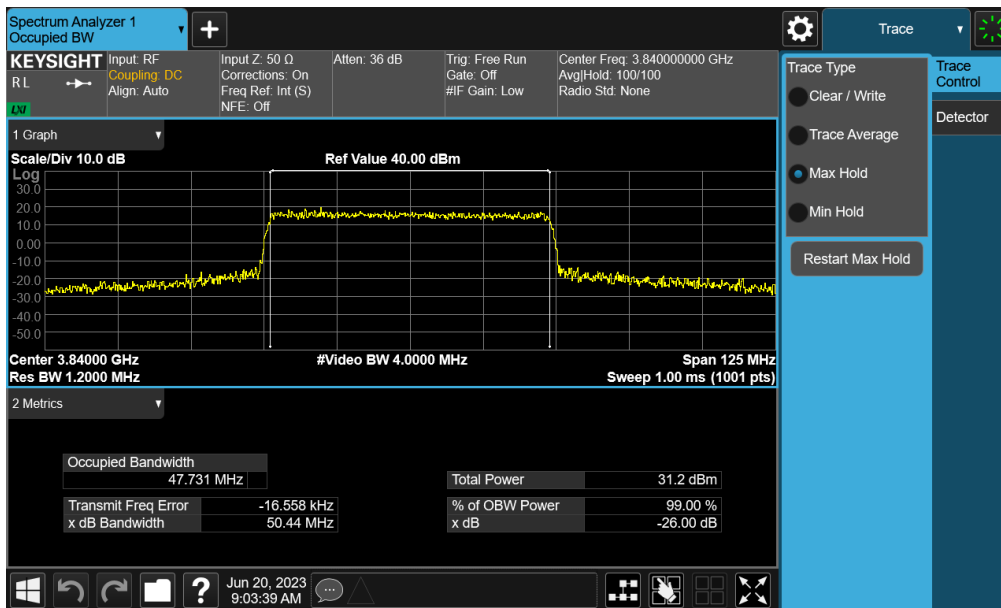 Spectrum Analyzer 1
Occupied BW
+
Trace
KEYSIGHT
R L
LXI
Input: RF
Coupling: DC
Align: Auto
Input Z: 50 Ω
Corrections: On
Freq Ref: Int (S)
NFE: Off
Atten: 36 dB
Trig: Free Run
Gate: Off
#IF Gain: Low
Center Freq: 3.840000000 GHz
Avg|Hold: 100/100
Radio Std: None
Trace Type
Clear / Write
Trace Average
Max Hold
Min Hold
Restart Max Hold
Trace
Control
Detector
1 Graph
Scale/Div 10.0 dB
Ref Value 40.00 dBm
Log
30.0
20.0
10.0
0.00
-10.0
-20.0
-30.0
-40.0
-50.0
Center 3.84000 GHz
#Video BW 4.0000 MHz
Span 125 MHz
Res BW 1.2000 MHz
Sweep 1.00 ms (1001 pts)
2 Metrics
Occupied Bandwidth
47.731 MHz
Total Power 31.2 dBm
Transmit Freq Error -16.558 kHz
% of OBW Power 99.00 %
x dB Bandwidth 50.44 MHz
x dB -26.00 dB
?
Jun 20, 2023
9:03:39 AM